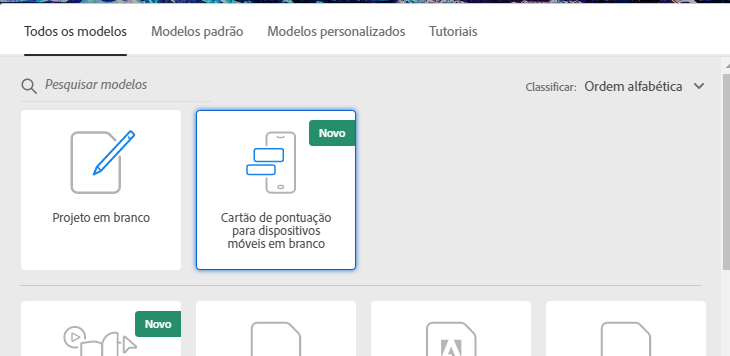 Todos os modelos Modelos padrão Modelos personalizados Tutoriais
Pesquisar modelos Classificar: Ordem alfabética
Novo
Projeto em branco
Cartão de pontuação
para dispositivos
móveis em branco
Novo